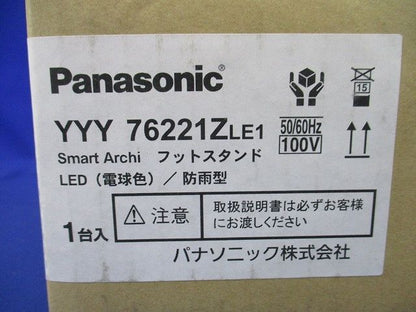 Panasonic
15
YYY 76221ZLE1
50/60Hz
100V
Smart Archi フットスタンド
LED（電球色）／防雨型
注意
取扱説明書は必ずお客様
にお渡しください
1台入
パナソニック株式会社